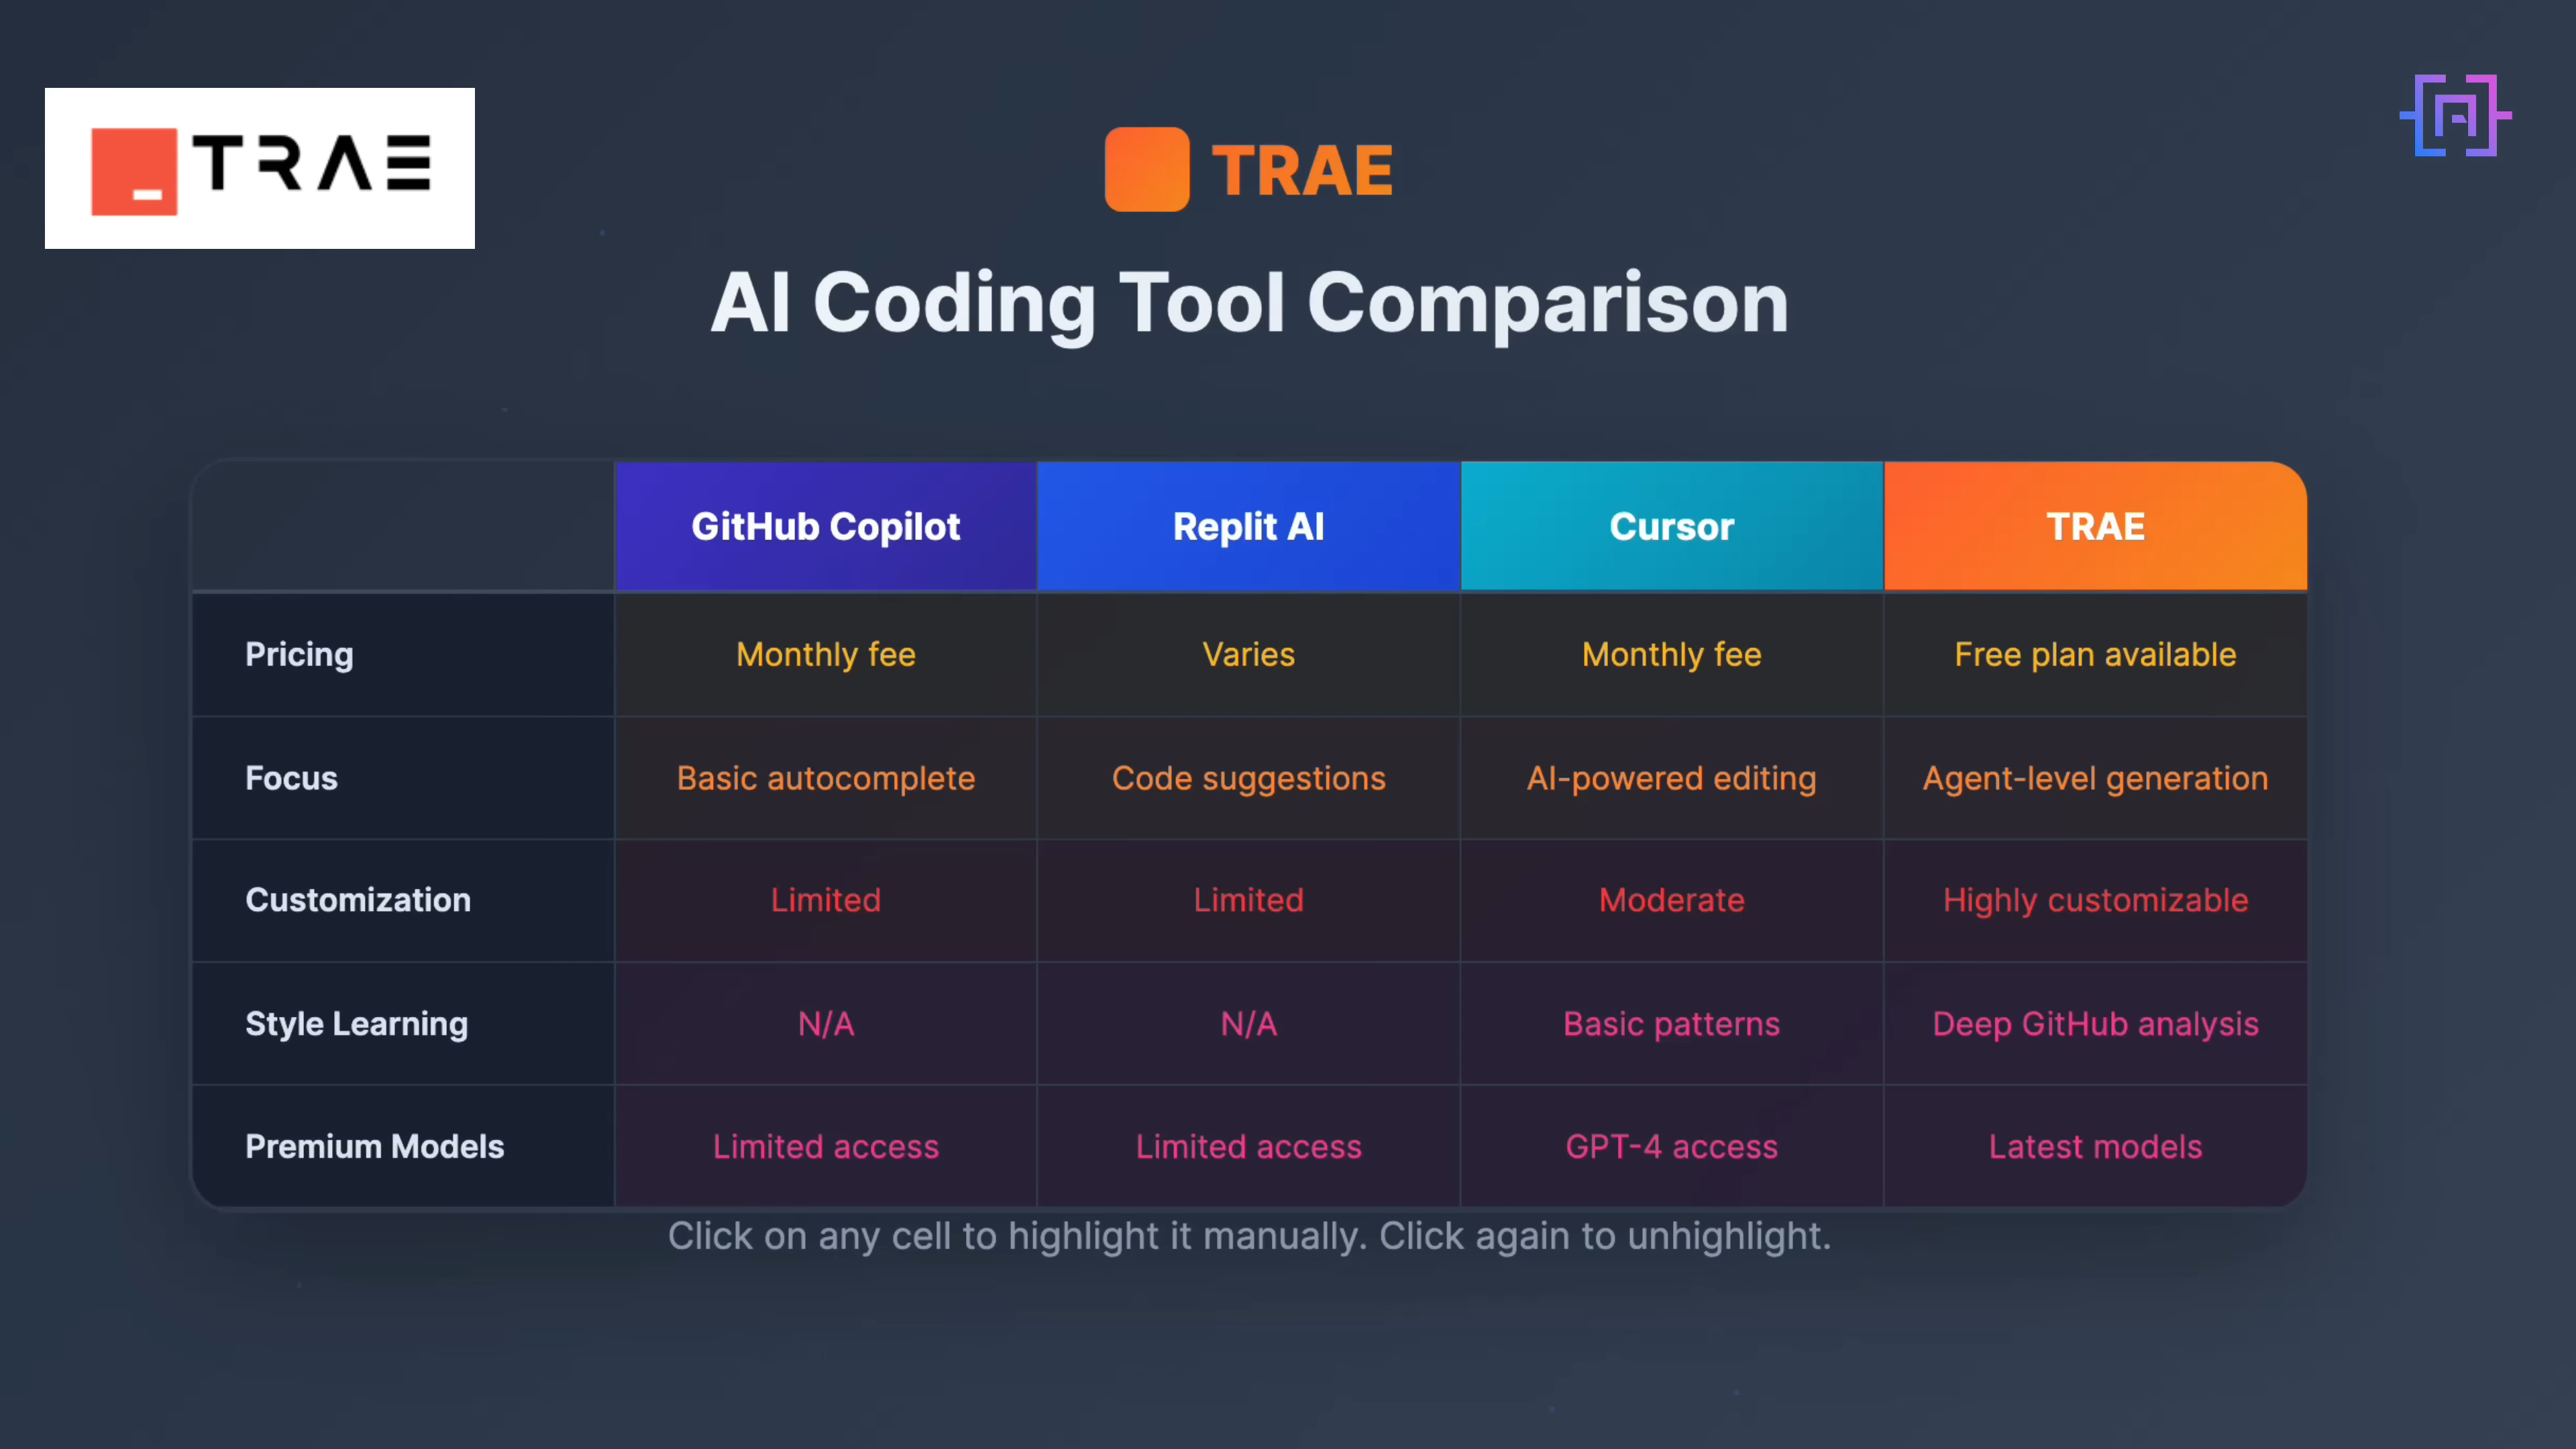 TRAE
TRAE
AI Coding Tool Comparison
GitHub Copilot Replit AI Cursor TRAE
Pricing Monthly fee Varies Monthly fee Free plan available
Focus Basic autocomplete Code suggestions AI-powered editing Agent-level generation
Customization Limited Limited Moderate Highly customizable
Style Learning N/A N/A Basic patterns Deep GitHub analysis
Premium Models Limited access Limited access GPT-4 access Latest models
Click on any cell to highlight it manually. Click again to unhighlight.